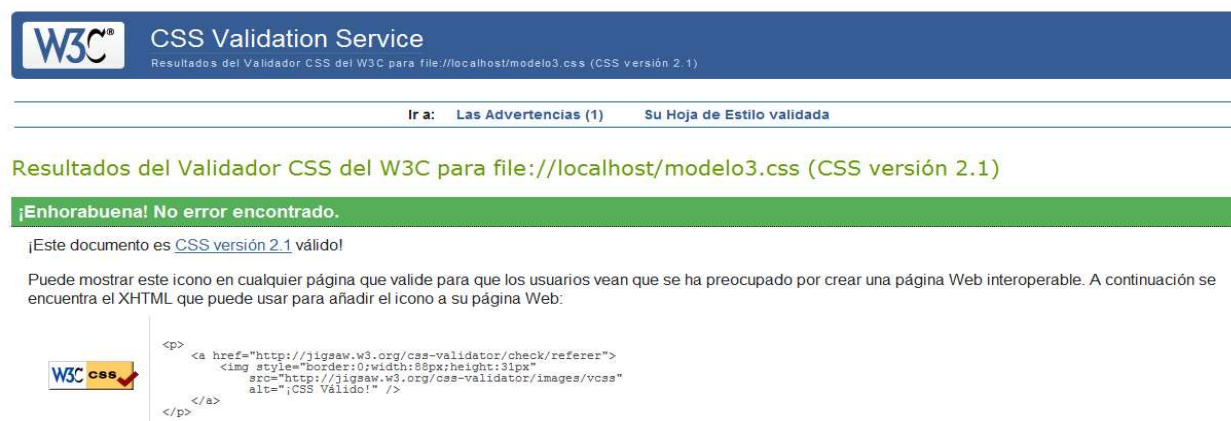 W3C®
CSS Validation Service
Resultados del Validador CSS del W3C para file://localhost/modelo3.css (CSS versión 2.1)
Ir a: Las Advertencias (1) Su Hoja de Estilo validada
Resultados del Validador CSS del W3C para file://localhost/modelo3.css (CSS versión 2.1)
¡Enhorabuena! No error encontrado.
¡Este documento es CSS versión 2.1 válido!
Puede mostrar este icono en cualquier página que valide para que los usuarios vean que se ha preocupado por crear una página Web interoperable. A continuación se
encuentra el XHTML que puede usar para añadir el icono a su página Web:
W3C css
<p>
<a href="http://jigsaw.w3.org/css-validator/check/referer">
<img style="border:0;width:88px;height:31px"
src="http://jigsaw.w3.org/css-validator/images/vcss"
alt="¡CSS Válido!" />
</a>
</p>